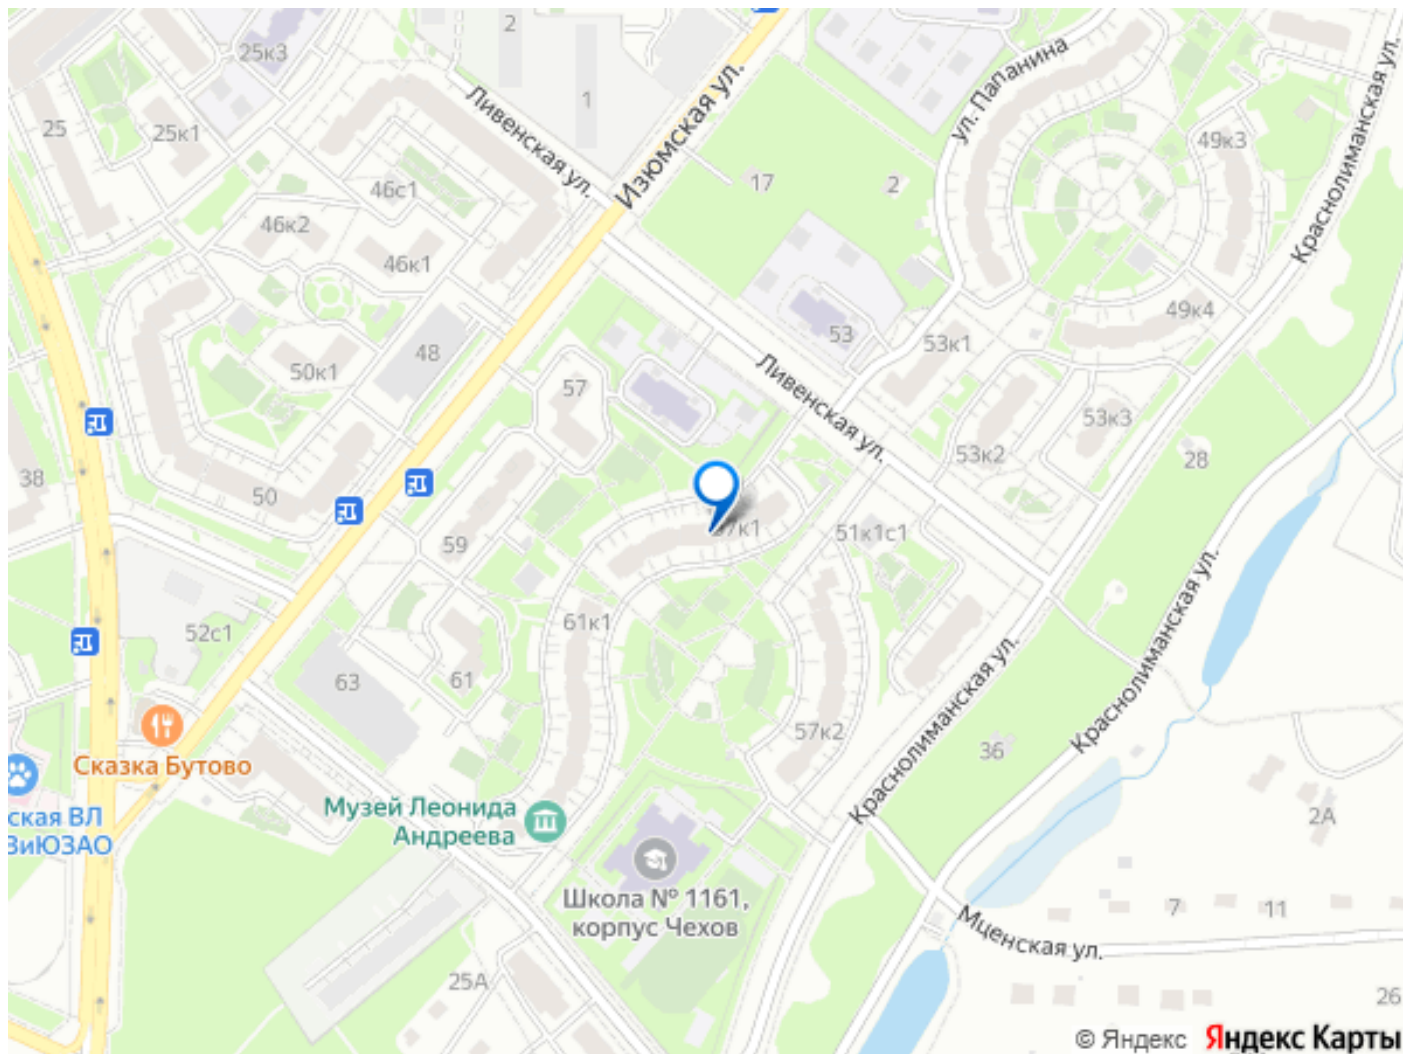 2
25к3
1
25
25к1
Ливенская ул.
Изюмская ул.
ул. Папанина
Краснолиманская ул.
49к3
46с1
17
2
46к2
46к1
49к4
53
53к1
48
50к1
57
Ливенская ул.
53к3
53к2
28
38
50
59
51к1с1
61к1
Краснолиманская ул.
52с1
63
61
57к2
Краснолиманская ул.
36
Сказка Бутово
Музей Леонида
Андреева
2А
Школа № 1161,
корпус Чехов
7
11
Мценская ул.
25А
26
© Яндекс
Яндекс Карты